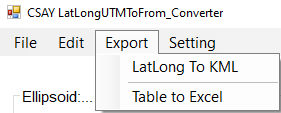 CSAY LatLongUTMToFrom_Converter
File Edit Export Setting
LatLong To KML
Table to Excel
Ellipsoid:...